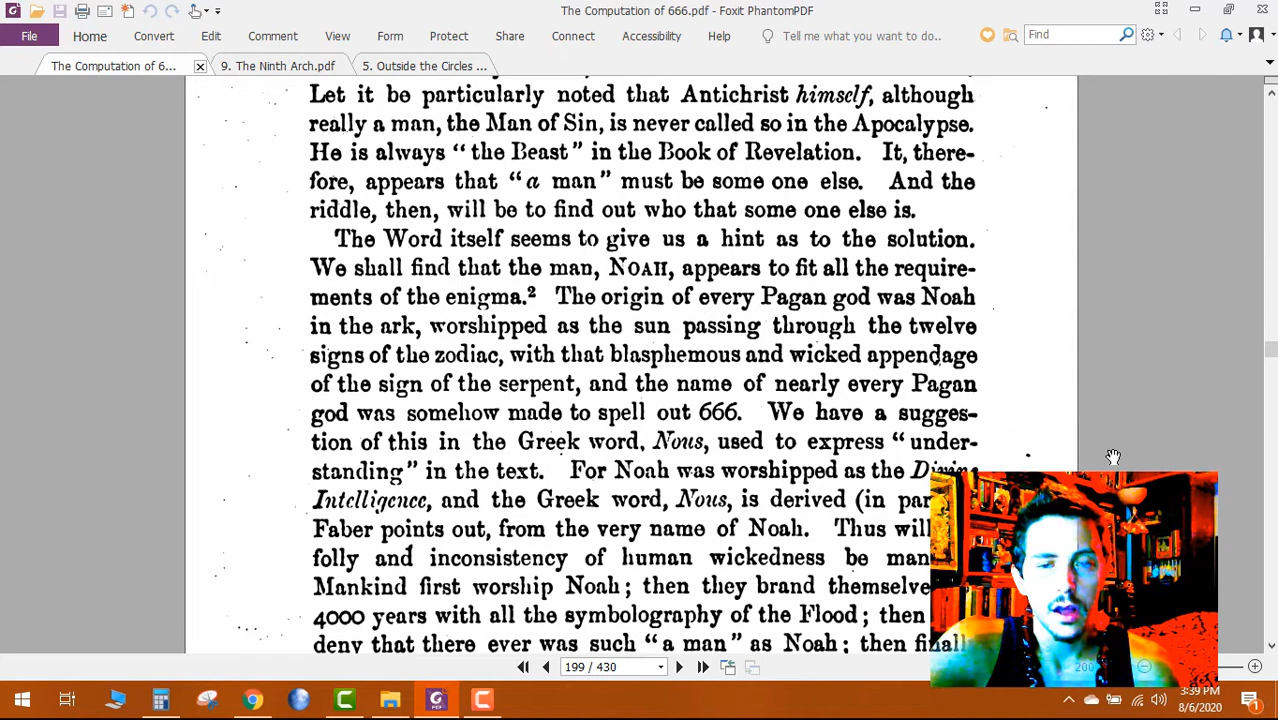 The Computation of 666.pdf - Foxit PhantomPDF
File Home Convert Edit Comment View Form Protect Share Connect Accessibility Help Tell me what you want to do.. Find
The Computation of 6... 9. The Ninth Arch.pdf 5. Outside the Circles ...
Let it be particularly noted that Antichrist himself, although
really a man, the Man of Sin, is never called so in the Apocalypse.
He is always "the Beast" in the Book of Revelation. It, there-
fore, appears that "a man" must be some one else. And the
riddle, then, will be to find out who that some one else is.
The Word itself seems to give us a hint as to the solution.
We shall find that the man, NOAH, appears to fit all the require-
ments of the enigma.² The origin of every Pagan god was Noah
in the ark, worshipped as the sun passing through the twelve
signs of the zodiac, with that blasphemous and wicked appendage
of the sign of the serpent, and the name of nearly every Pagan
god was somehow made to spell out 666. We have a sugges-
tion of this in the Greek word, Nous, used to express "under-
standing" in the text. For Noah was worshipped as the Divine
Intelligence, and the Greek word, Nous, is derived (in par
Faber points out, from the very name of Noah. Thus will
folly and inconsistency of human wickedness be man
Mankind first worship Noah; then they brand themselve
4000 years with all the symbolography of the Flood; then
deny that there ever was such "a man" as Noah; then finall
199 / 430
3:39 PM
8/6/2020